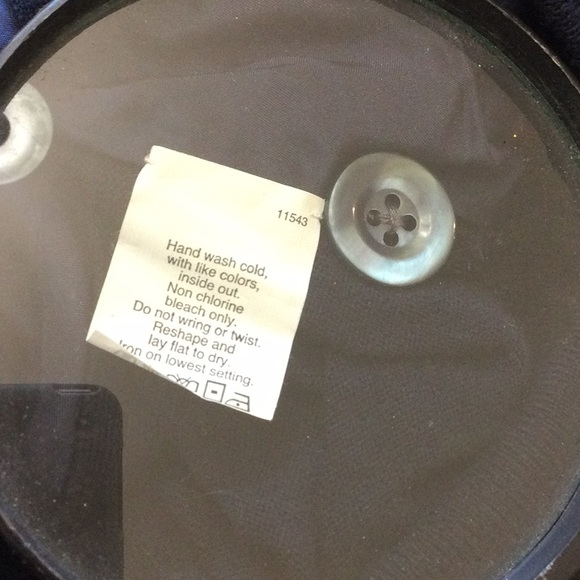 11543
Hand wash cold,
with like colors,
inside out.
Non chlorine
bleach only.
Do not wring or twist.
Reshape and
lay flat to dry.
Iron on lowest setting.